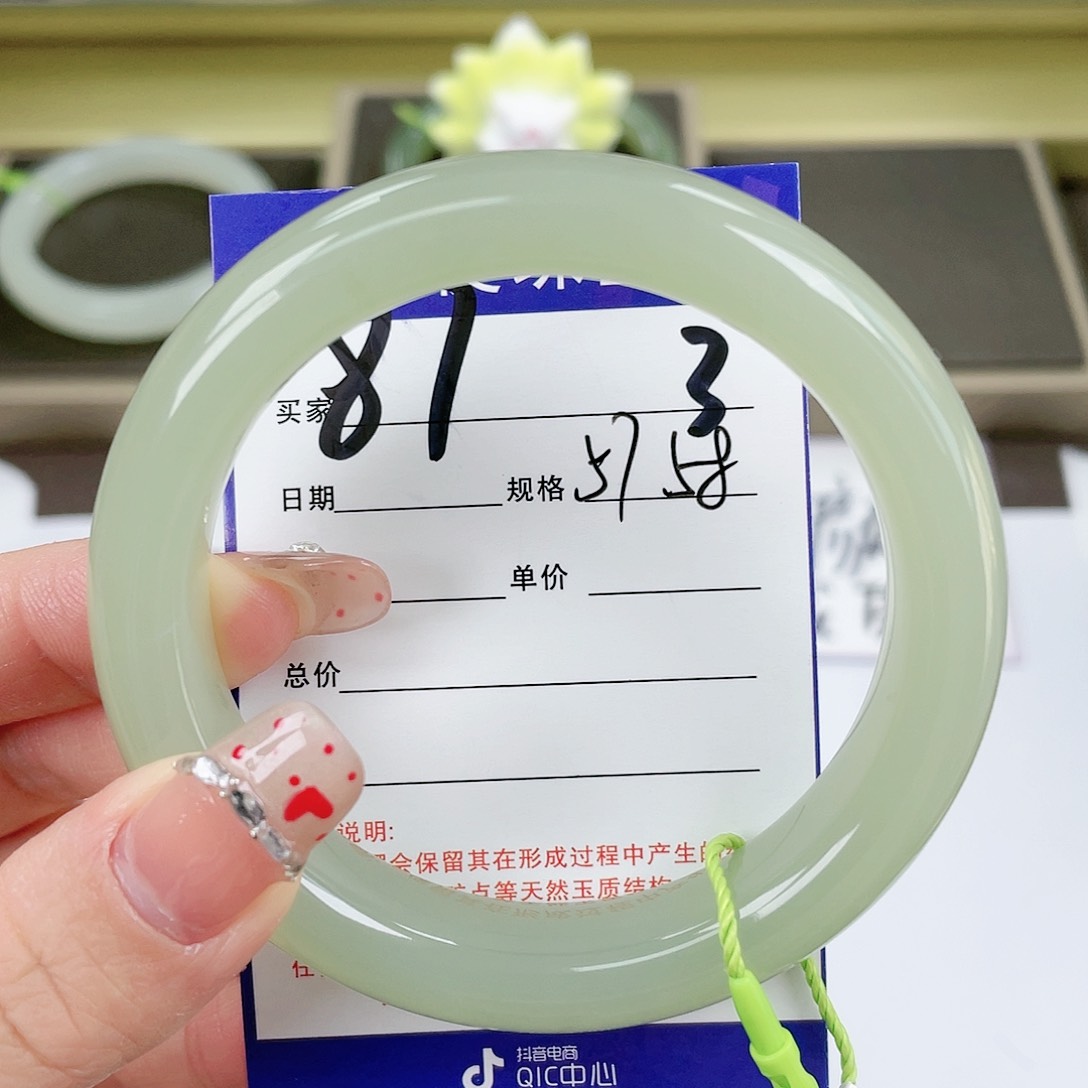 81 3
买家
日期 规格 57 58
单价
总价
说明:
会保留其在形成过程中产生的
点等天然玉质结构
任
抖音电商
QIC中心